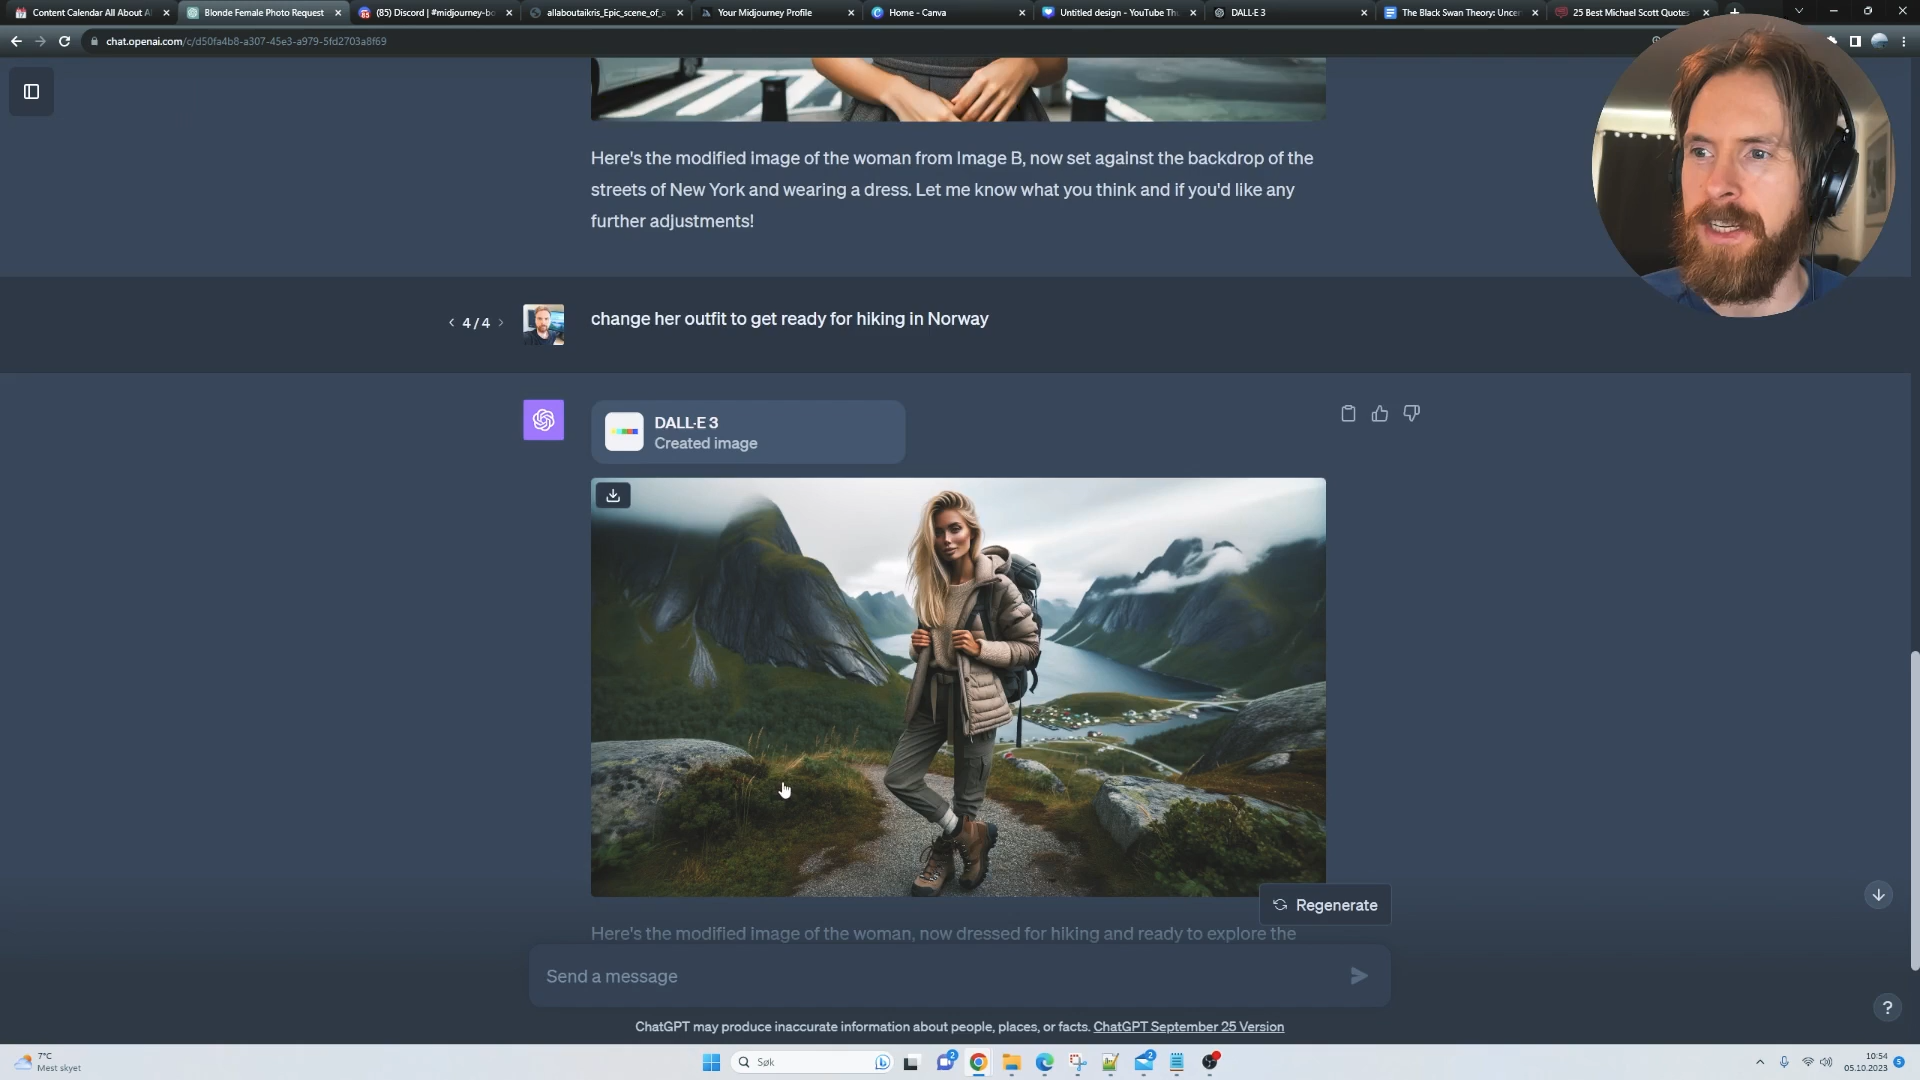 Content Calendar All About A
Blonde Female Photo Request
(85) Discord | #midjourney-bo
allaboutaikris_Epic_scene_of_a
Your Midjourney Profile
Home - Canva
Untitled design - YouTube Th
DALL·E 3
The Black Swan Theory: Uncer
25 Best Michael Scott Quotes
chat.openai.com/c/d50fa4b8-a307-45e3-a979-5fd2703a8f69
Here's the modified image of the woman from Image B, now set against the backdrop of the
streets of New York and wearing a dress. Let me know what you think and if you'd like any
further adjustments!
4 / 4
change her outfit to get ready for hiking in Norway
DALL·E 3
Created image
Regenerate
Here's the modified image of the woman, now dressed for hiking and ready to explore the
Send a message
ChatGPT may produce inaccurate information about people, places, or facts. ChatGPT September 25 Version
?
7°C
Mest skyet
Søk
2
2
10:54
05.10.2023
5